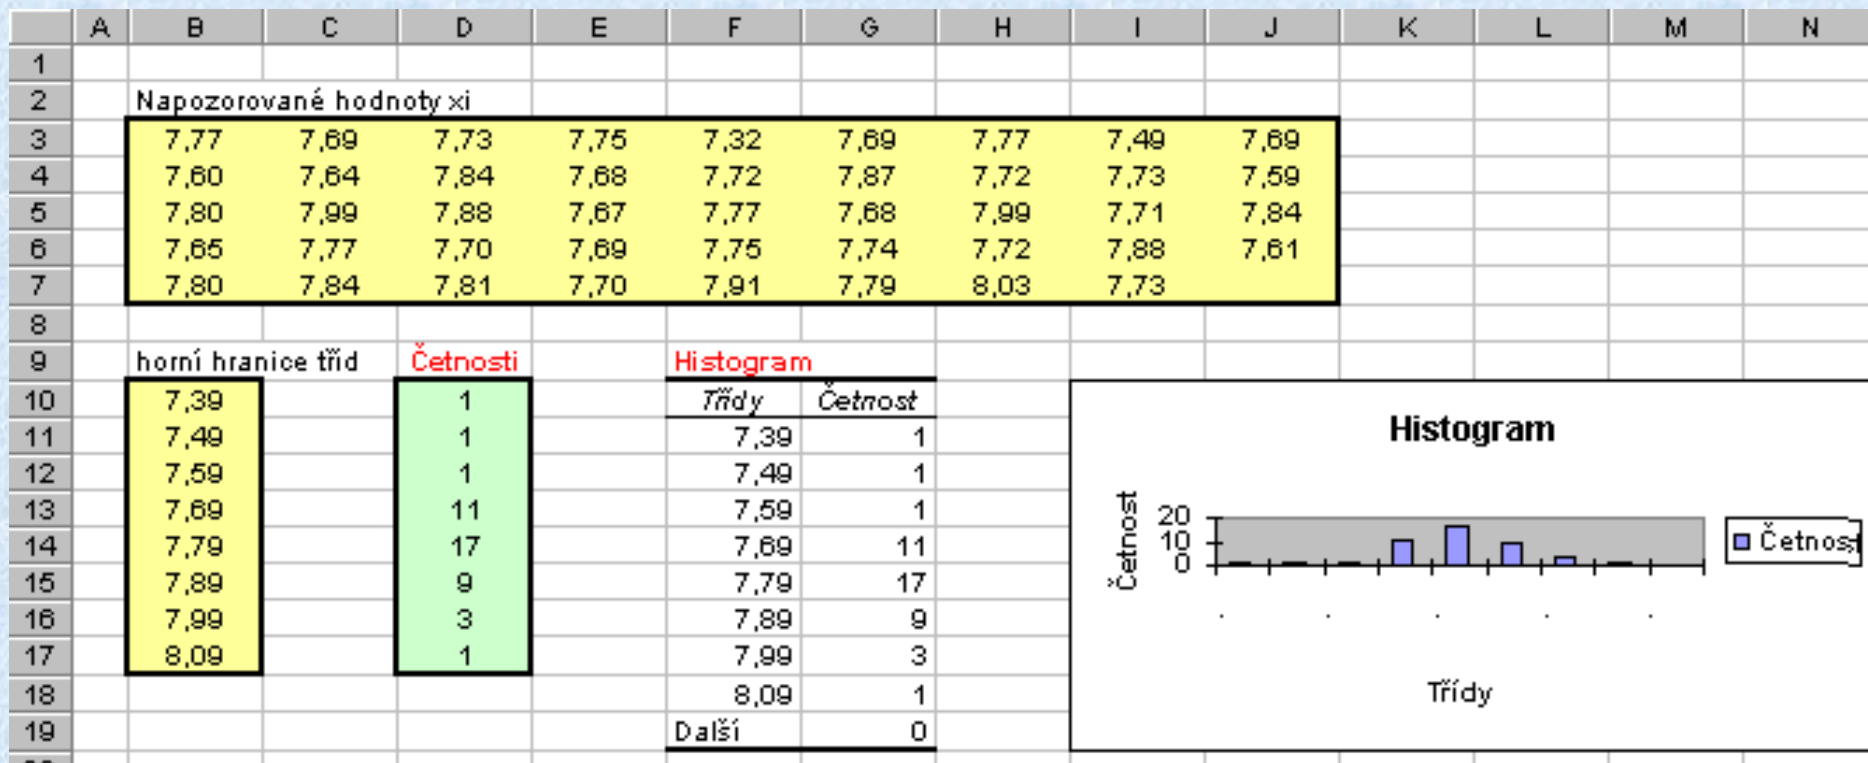 A B C D E F G H I J K L M N
1
2 Napozorované hodnoty xi
3 7,77 7,69 7,73 7,75 7,32 7,69 7,77 7,49 7,69
4 7,60 7,64 7,84 7,68 7,72 7,87 7,72 7,73 7,59
5 7,80 7,99 7,88 7,67 7,77 7,68 7,99 7,71 7,84
6 7,65 7,77 7,70 7,69 7,75 7,74 7,72 7,88 7,61
7 7,80 7,84 7,81 7,70 7,91 7,79 8,03 7,73
8
9 horní hranice tříd Četnosti Histogram
10 7,39 1 Třídy Četnost
11 7,49 1 7,39 1
12 7,59 1 7,49 1
13 7,69 11 7,59 1
14 7,79 17 7,69 11
15 7,89 9 7,79 17
16 7,99 3 7,89 9
17 8,09 1 7,99 3
18 8,09 1
19 Další 0
Histogram
Četnost
20
10
0
Třídy